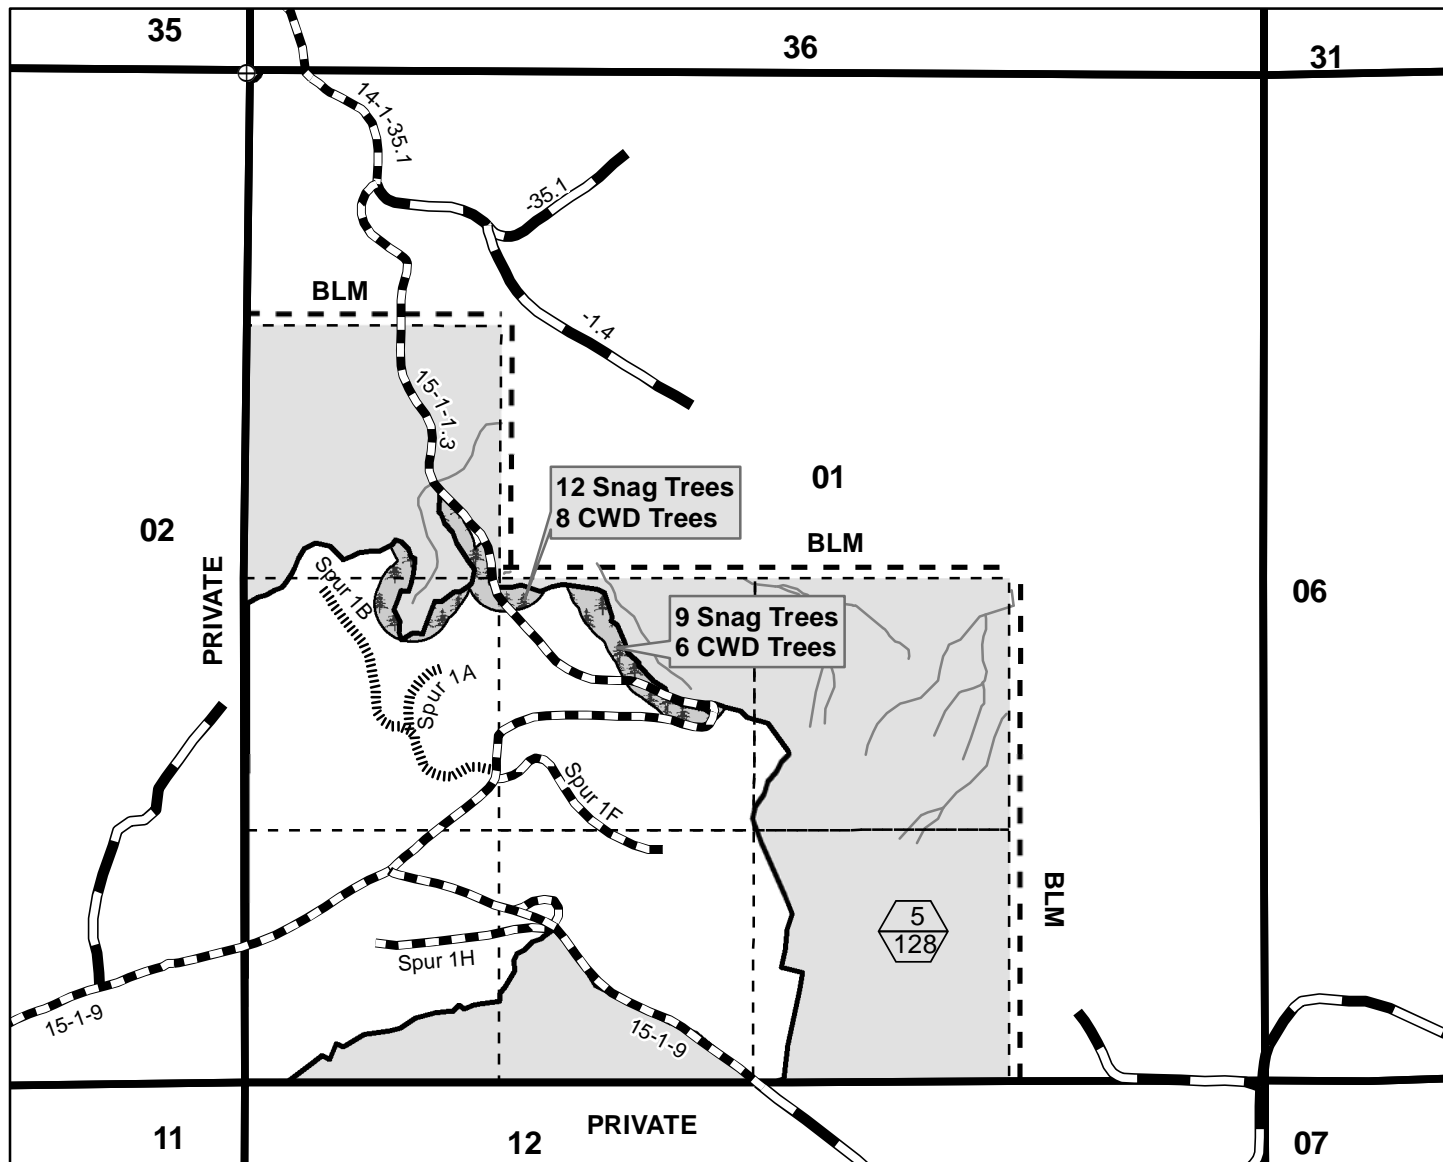 35
36
31
14-1-35.1
-35.1
BLM
-1.4
15-1-1.3
12 Snag Trees
8 CWD Trees
01
02
BLM
Spur 1B
06
PRIVATE
9 Snag Trees
6 CWD Trees
Spur 1A
Spur 1F
BLM
5
128
Spur 1H
15-1-9
15-1-9
PRIVATE
11
12
07